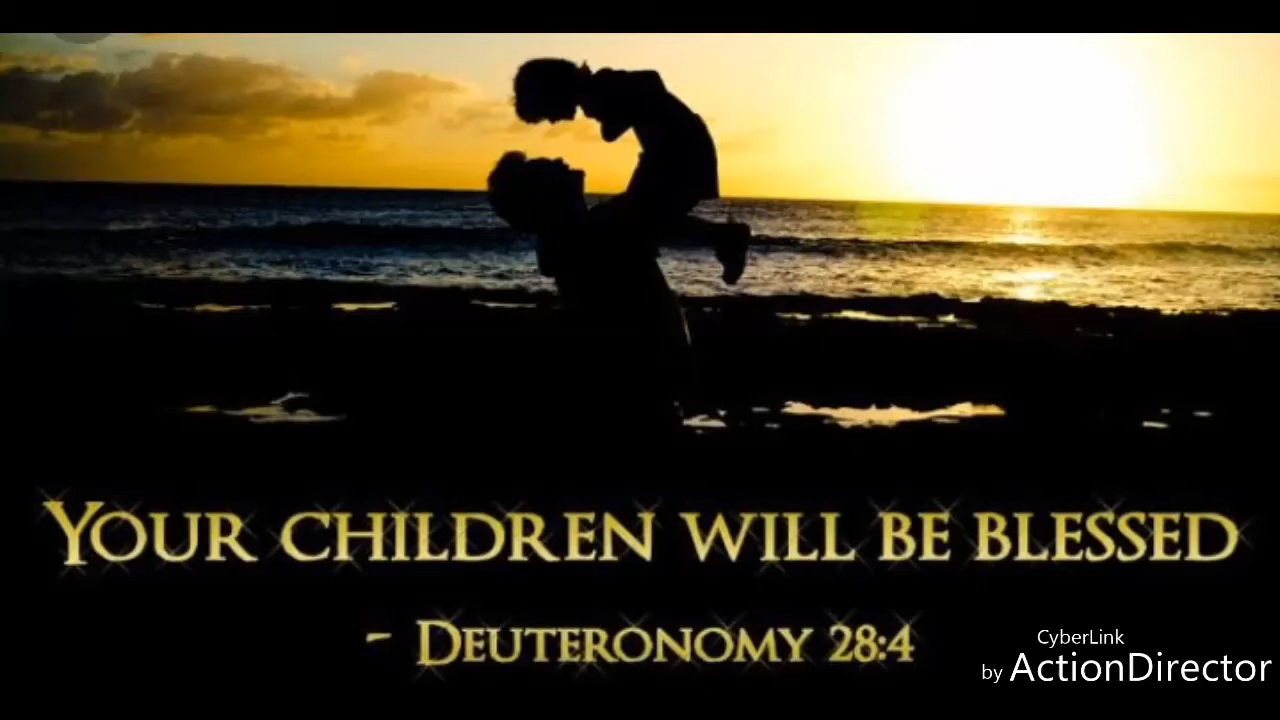 YOUR CHILDREN WILL BE BLESSED
- DEUTERONOMY 28:4
CyberLink
by ActionDirector